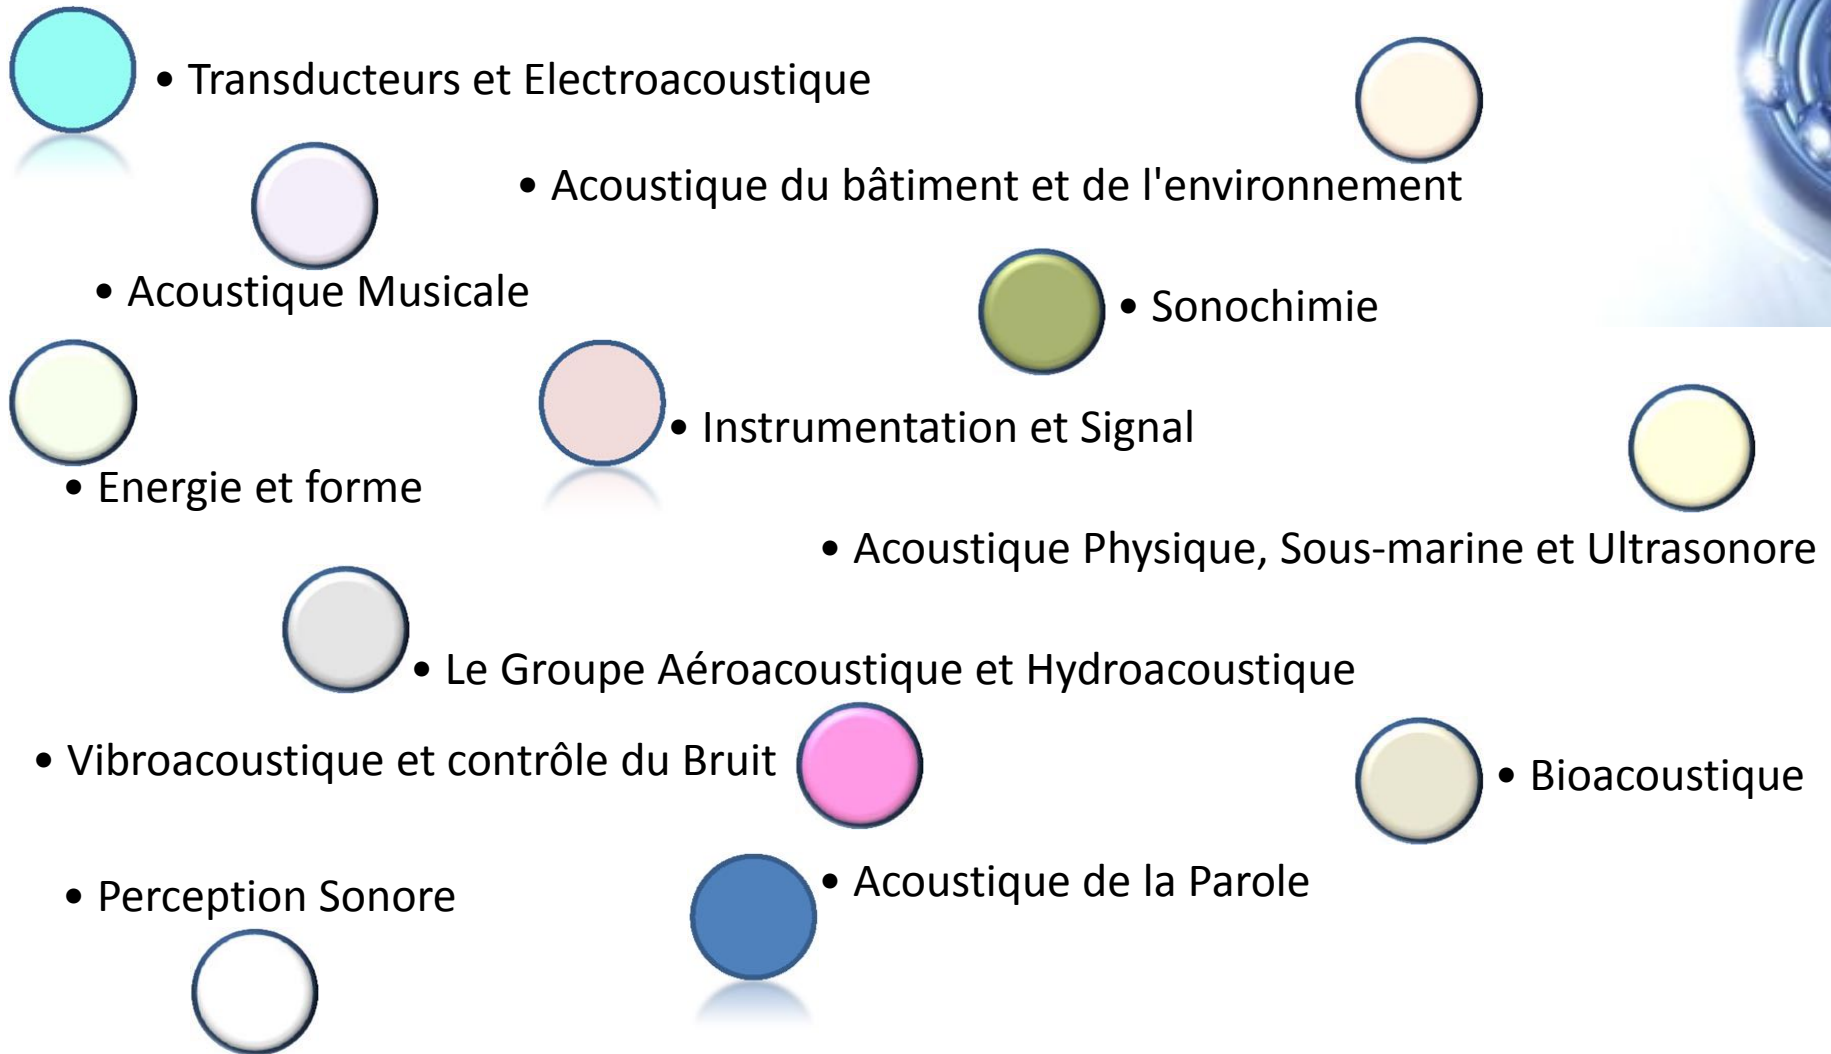 • Transducteurs et Electroacoustique
• Acoustique du bâtiment et de l'environnement
• Acoustique Musicale
• Sonochimie
• Instrumentation et Signal
• Energie et forme
• Acoustique Physique, Sous-marine et Ultrasonore
• Le Groupe Aéroacoustique et Hydroacoustique
• Vibroacoustique et contrôle du Bruit
• Bioacoustique
• Acoustique de la Parole
• Perception Sonore